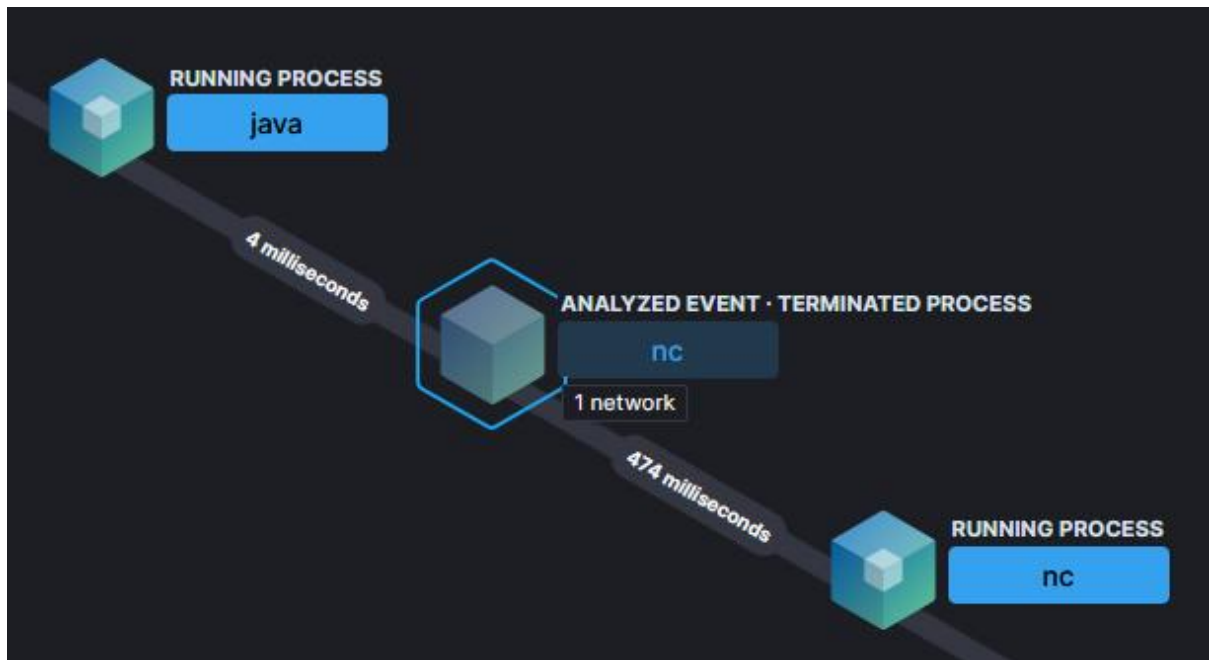 RUNNING PROCESS
java
4 milliseconds
ANALYZED EVENT · TERMINATED PROCESS
nc
1 network
474 milliseconds
RUNNING PROCESS
nc